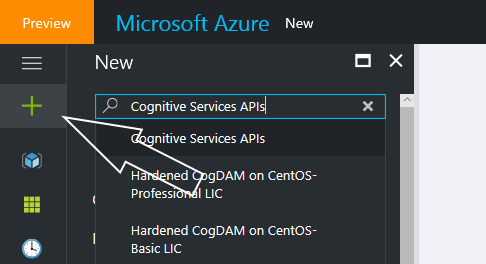 Preview
Microsoft Azure New
New
Cognitive Services APIs
Cognitive Services APIs
Hardened CogDAM on CentOS-
Professional LIC
Hardened CogDAM on CentOS-
Basic LIC